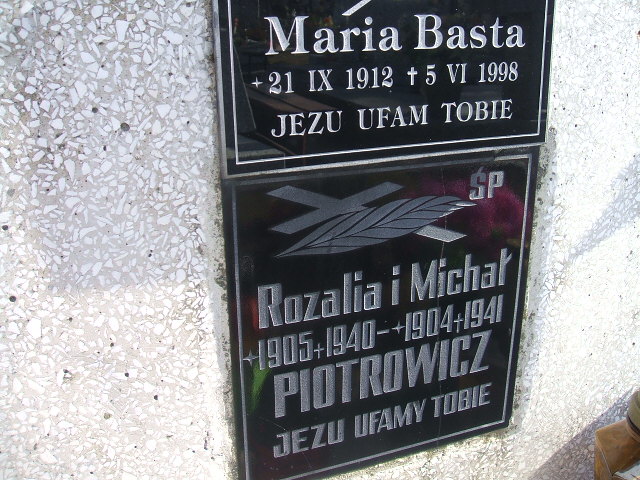 Maria Basta
+ 21 IX 1912 † 5 VI 1998
JEZU UFAM TOBIE
ŚP
Rozalia i Michał
+1905+1940-+1904+1941
PIOTROWICZ
JEZU UFAMY TOBIE